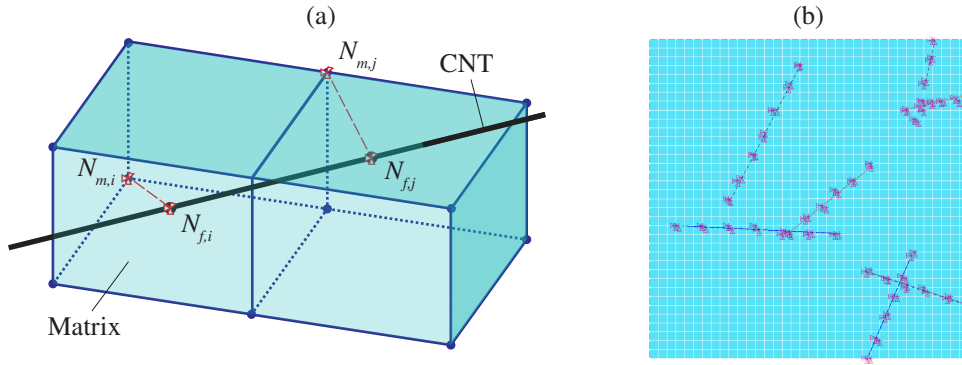 (a)
(b)
N_{m,j}
CNT
N_{m,i}
N_{f,j}
N_{f,i}
Matrix